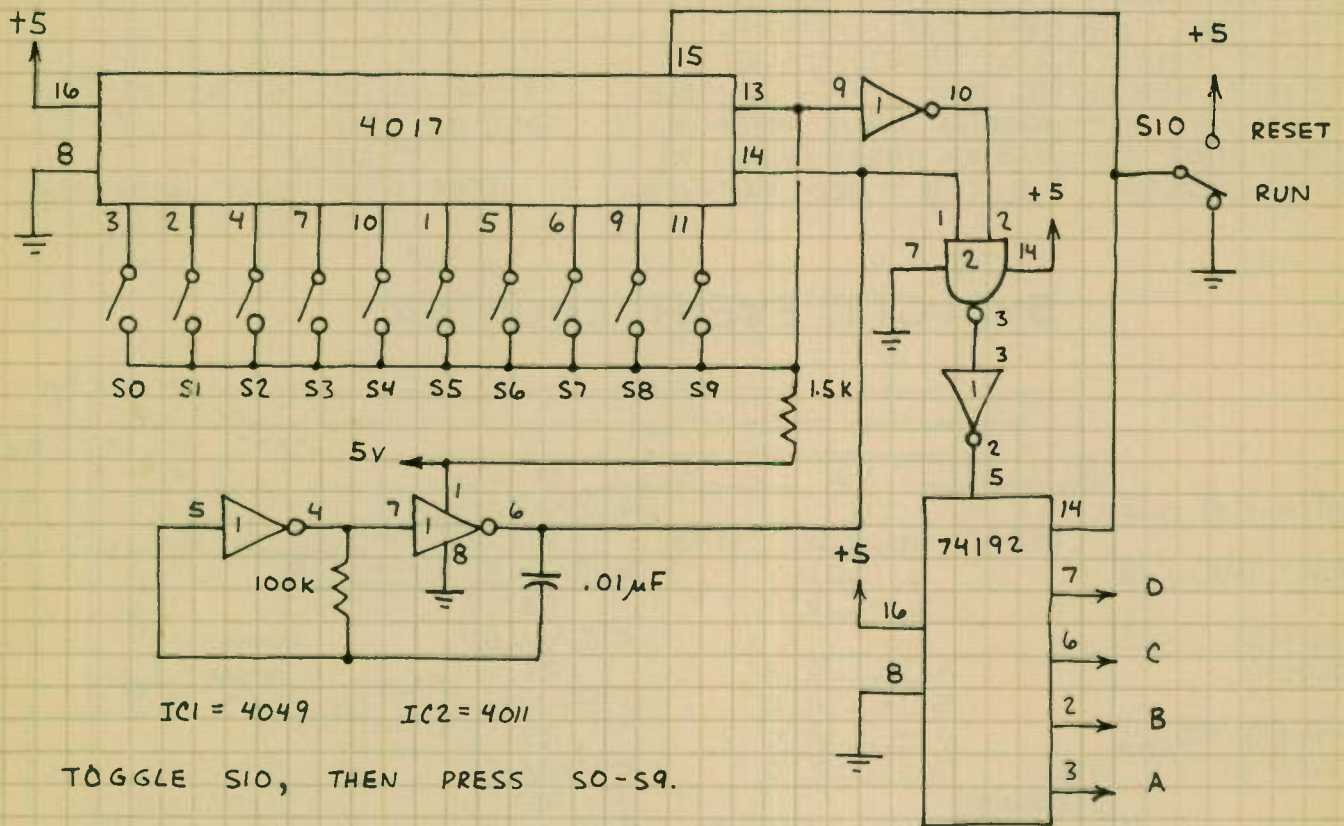 +5
15
+5
16
13
9
1
10
4017
S10
RESET
8
14
RUN
+5
3
2
4
7
10
1
5
6
9
11
1
2
7
2
14
3
3
S0
S1
S2
S3
S4
S5
S6
S7
S8
S9
1.5K
1
2
5V
1
5
5
1
4
7
1
6
14
8
+5
74192
100K
.01µF
7
D
16
6
C
8
2
B
IC1 = 4049
IC2 = 4011
3
A
TOGGLE S10, THEN PRESS S0-S9.